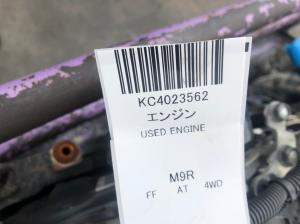 KC4023562
エンジン
USED ENGINE
M9R
FF AT 4WD